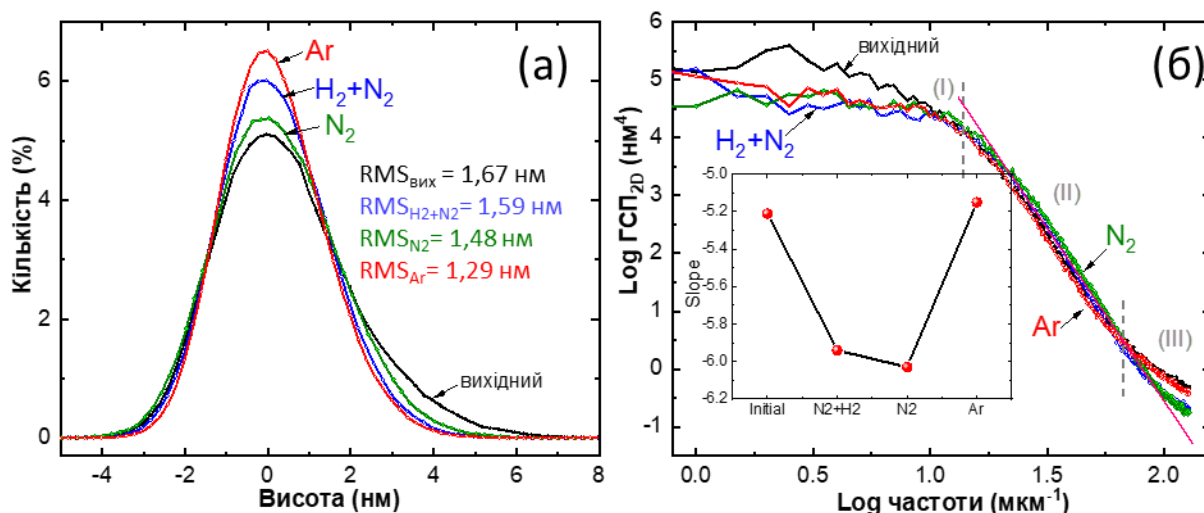 (а)
Ar
H2+N2
N2
RMSвих = 1,67 нм
RMSH2+N2= 1,59 нм
RMSN2= 1,48 нм
RMSAr= 1,29 нм
вихідний
Кількість (%)
6
4
2
0
-4 -2 0 2 4 6 8
Висота (нм)
(б)
вихідний
(I)
H2+N2
(II)
N2
Ar
(III)
Log ГСП2D (нм4)
6
5
4
3
2
1
0
-1
0.0 0.5 1.0 1.5 2.0
Log частоти (мкм-1)
Slope
-5.0
-5.2
-5.4
-5.6
-5.8
-6.0
-6.2
Initial N2+H2 N2 Ar